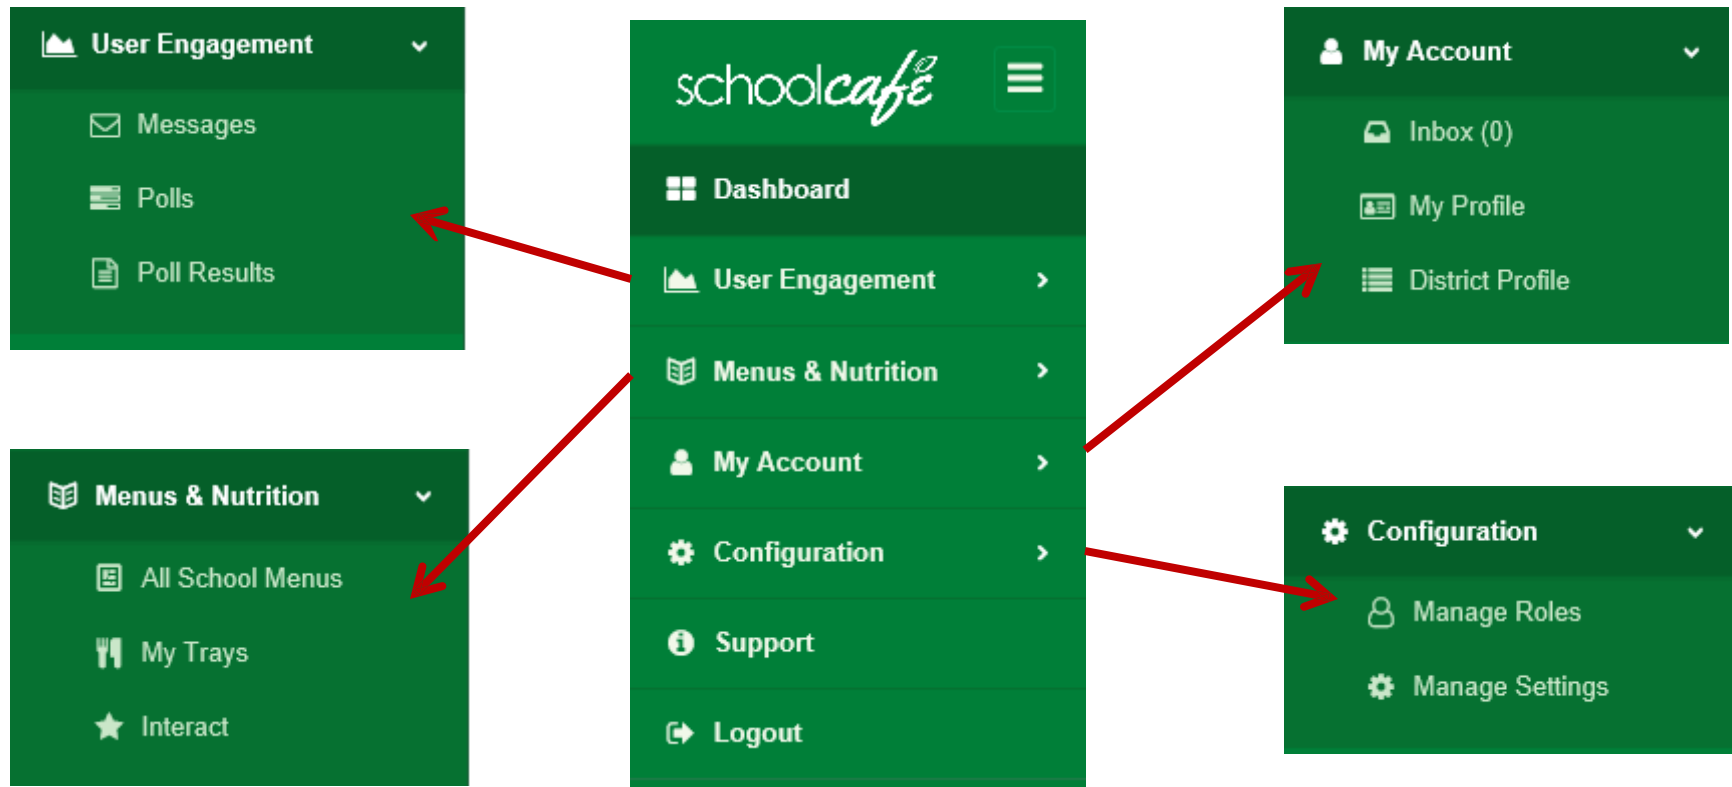 User Engagement
Messages
Polls
Poll Results
Menus & Nutrition
All School Menus
My Trays
Interact
schoolcafé
Dashboard
User Engagement
Menus & Nutrition
My Account
Configuration
Support
Logout
My Account
Inbox (0)
My Profile
District Profile
Configuration
Manage Roles
Manage Settings